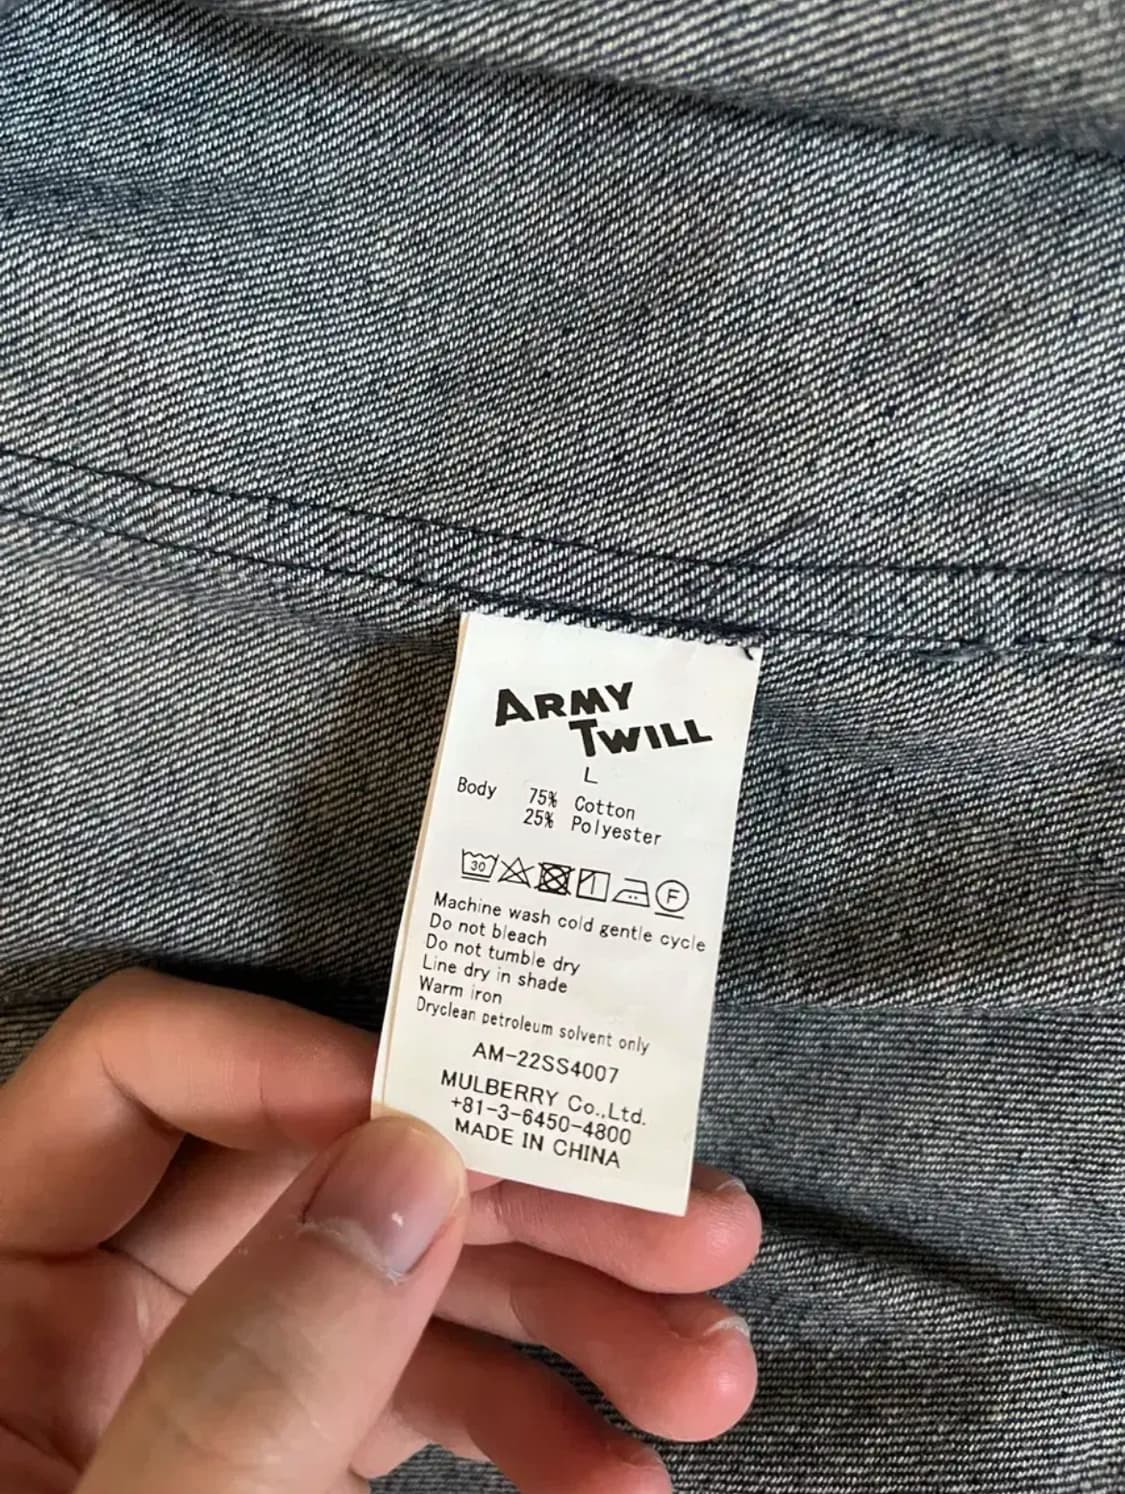 ARMY
TWILL
L
Body 75% Cotton
25% Polyester
30 F
Machine wash cold gentle cycle
Do not bleach
Do not tumble dry
Line dry in shade
Warm iron
Dryclean petroleum solvent only
AM-22SS4007
MULBERRY Co.,Ltd.
+81-3-6450-4800
MADE IN CHINA